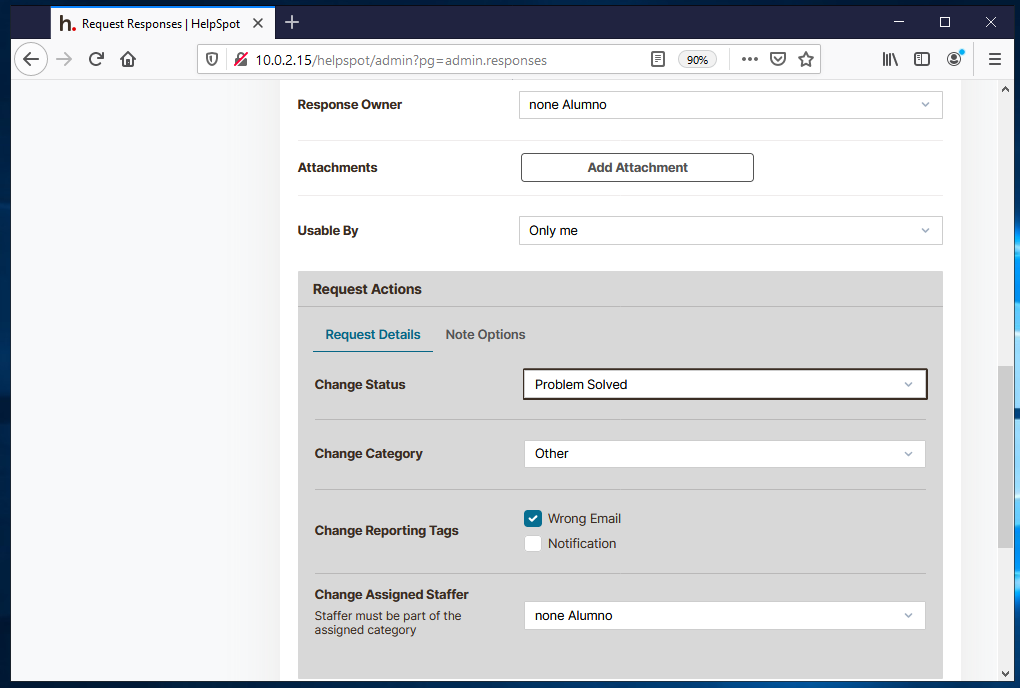 h. Request Responses | HelpSpot
10.0.2.15/helpspot/admin?pg=admin.responses
90%
Response Owner
none Alumno
Attachments
Add Attachment
Usable By
Only me
Request Actions
Request Details
Note Options
Change Status
Problem Solved
Change Category
Other
Change Reporting Tags
Wrong Email
Notification
Change Assigned Staffer
Staffer must be part of the
assigned category
none Alumno